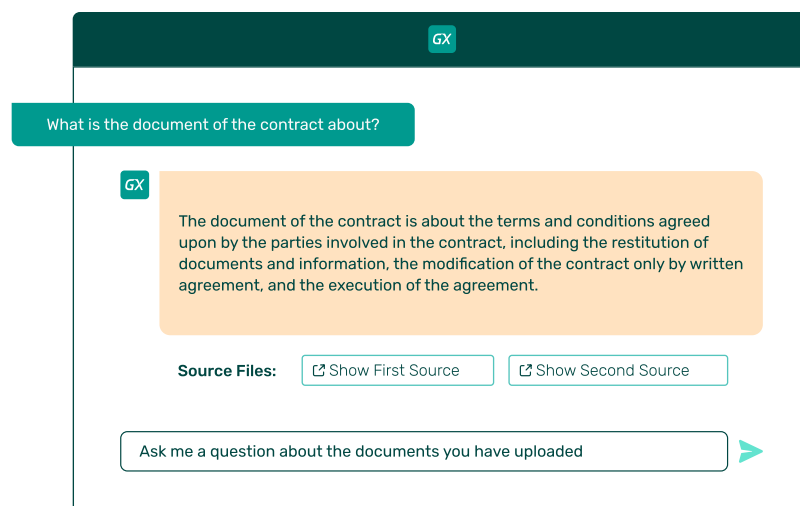 GX
What is the document of the contract about?
GX
The document of the contract is about the terms and conditions agreed
upon by the parties involved in the contract, including the restitution of
documents and information, the modification of the contract only by written
agreement, and the execution of the agreement.
Source Files: Show First Source Show Second Source
Ask me a question about the documents you have uploaded